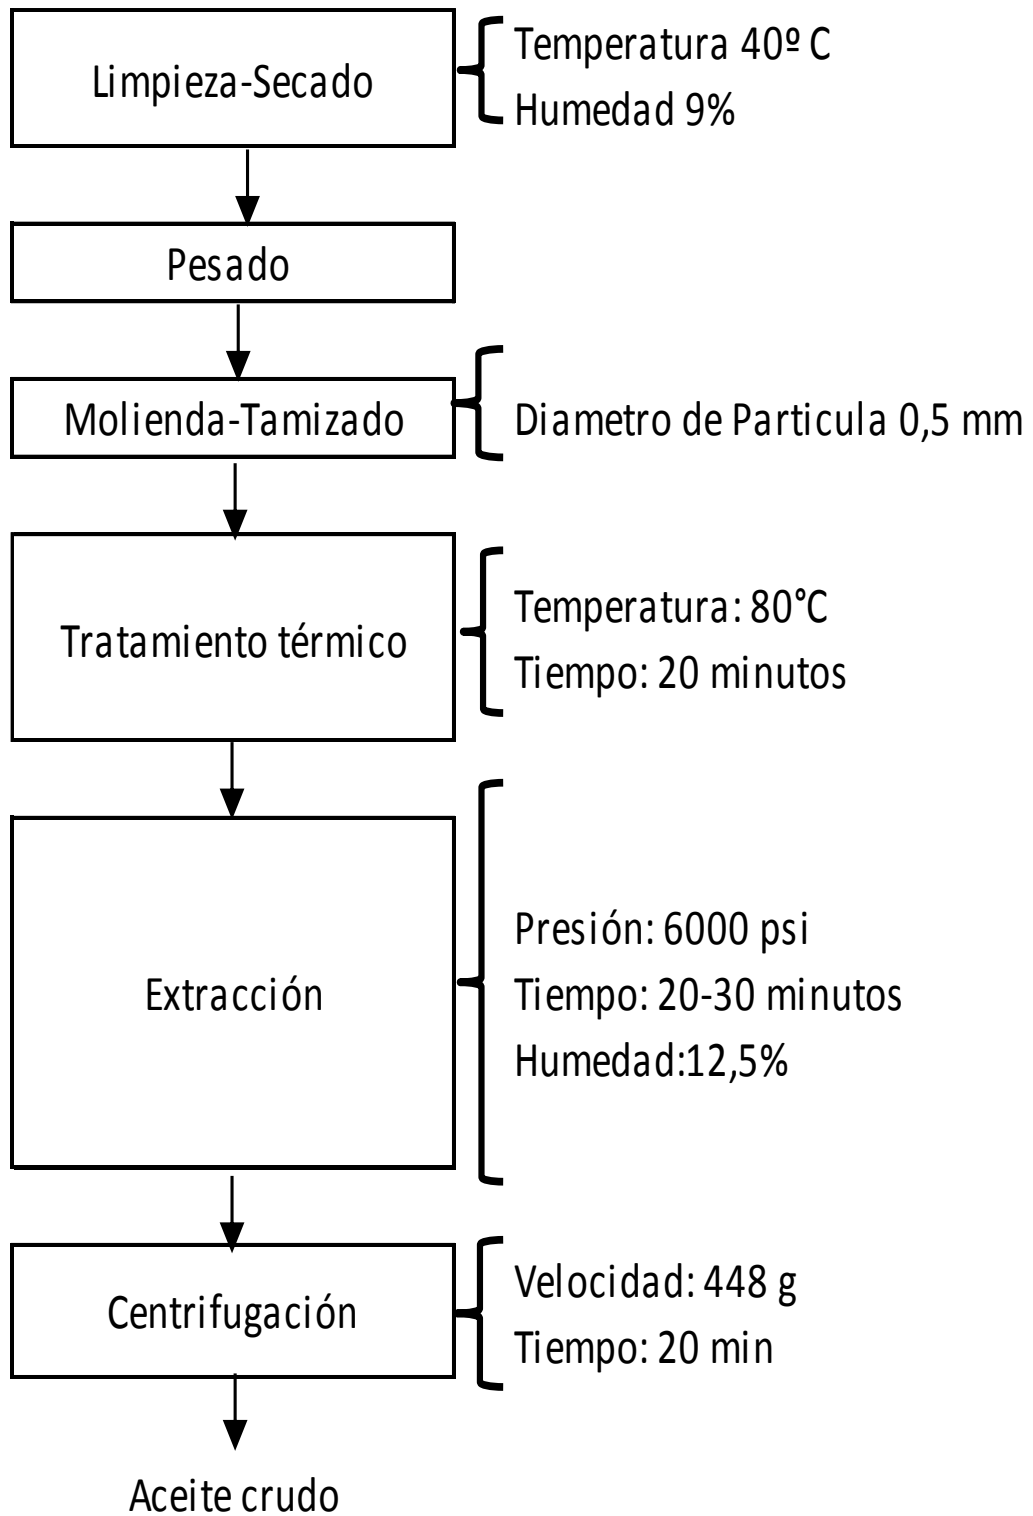 Limpieza-Secado
Temperatura 40º C
Humedad 9%
Pesado
Molienda-Tamizado
Diametro de Particula 0,5 mm
Tratamiento térmico
Temperatura: 80°C
Tiempo: 20 minutos
Extracción
Presión: 6000 psi
Tiempo: 20-30 minutos
Humedad:12,5%
Centrifugación
Velocidad: 448 g
Tiempo: 20 min
Aceite crudo